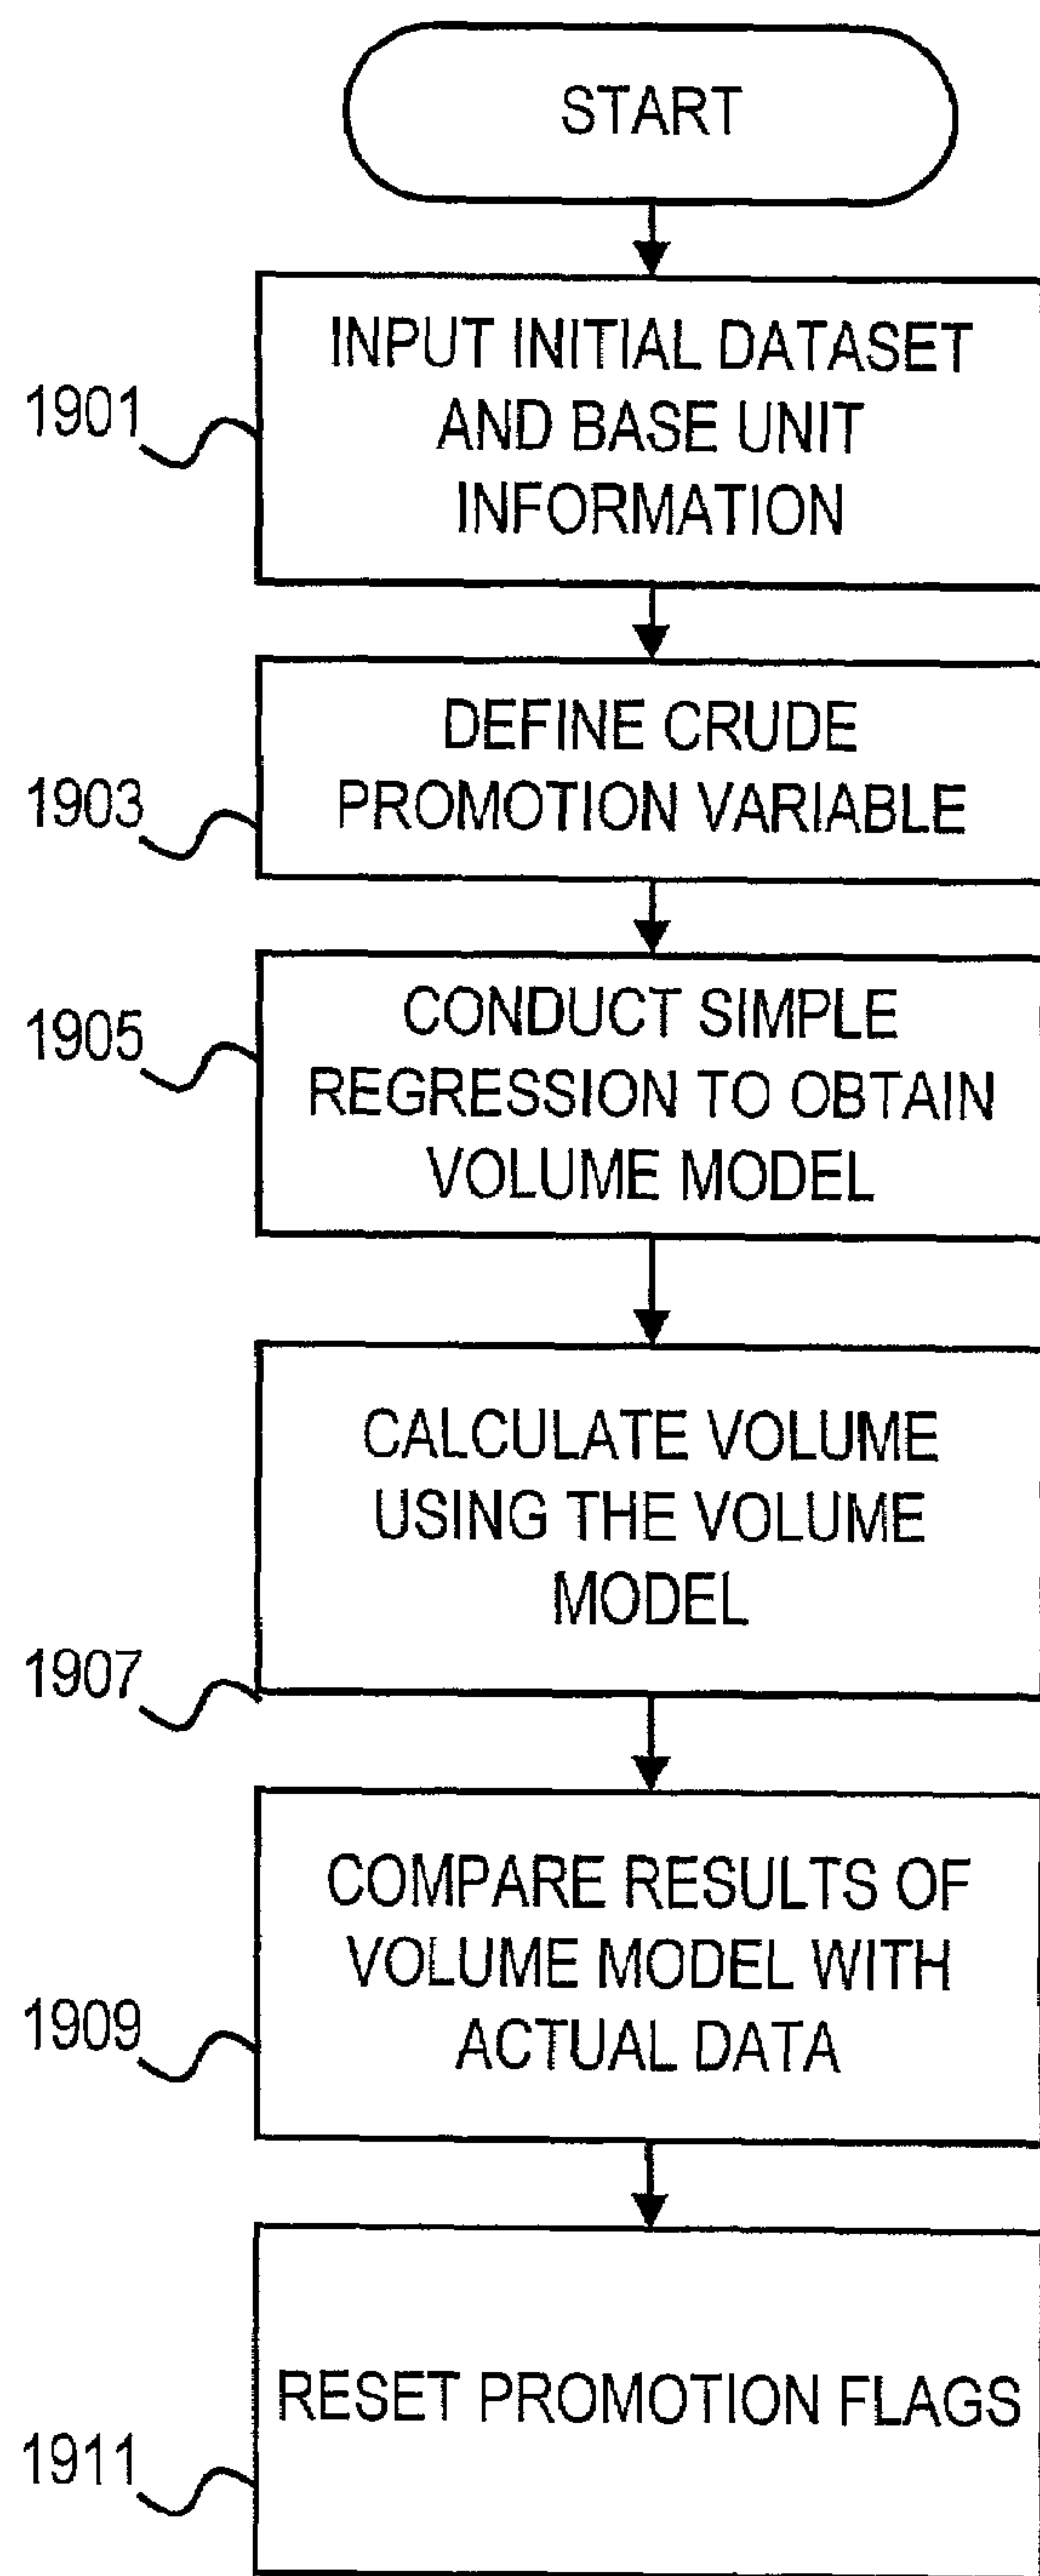 START
INPUT INITIAL DATASET
AND BASE UNIT
INFORMATION
1901
DEFINE CRUDE
PROMOTION VARIABLE
1903
CONDUCT SIMPLE
REGRESSION TO OBTAIN
VOLUME MODEL
1905
CALCULATE VOLUME
USING THE VOLUME
MODEL
1907
COMPARE RESULTS OF
VOLUME MODEL WITH
ACTUAL DATA
1909
RESET PROMOTION FLAGS
1911